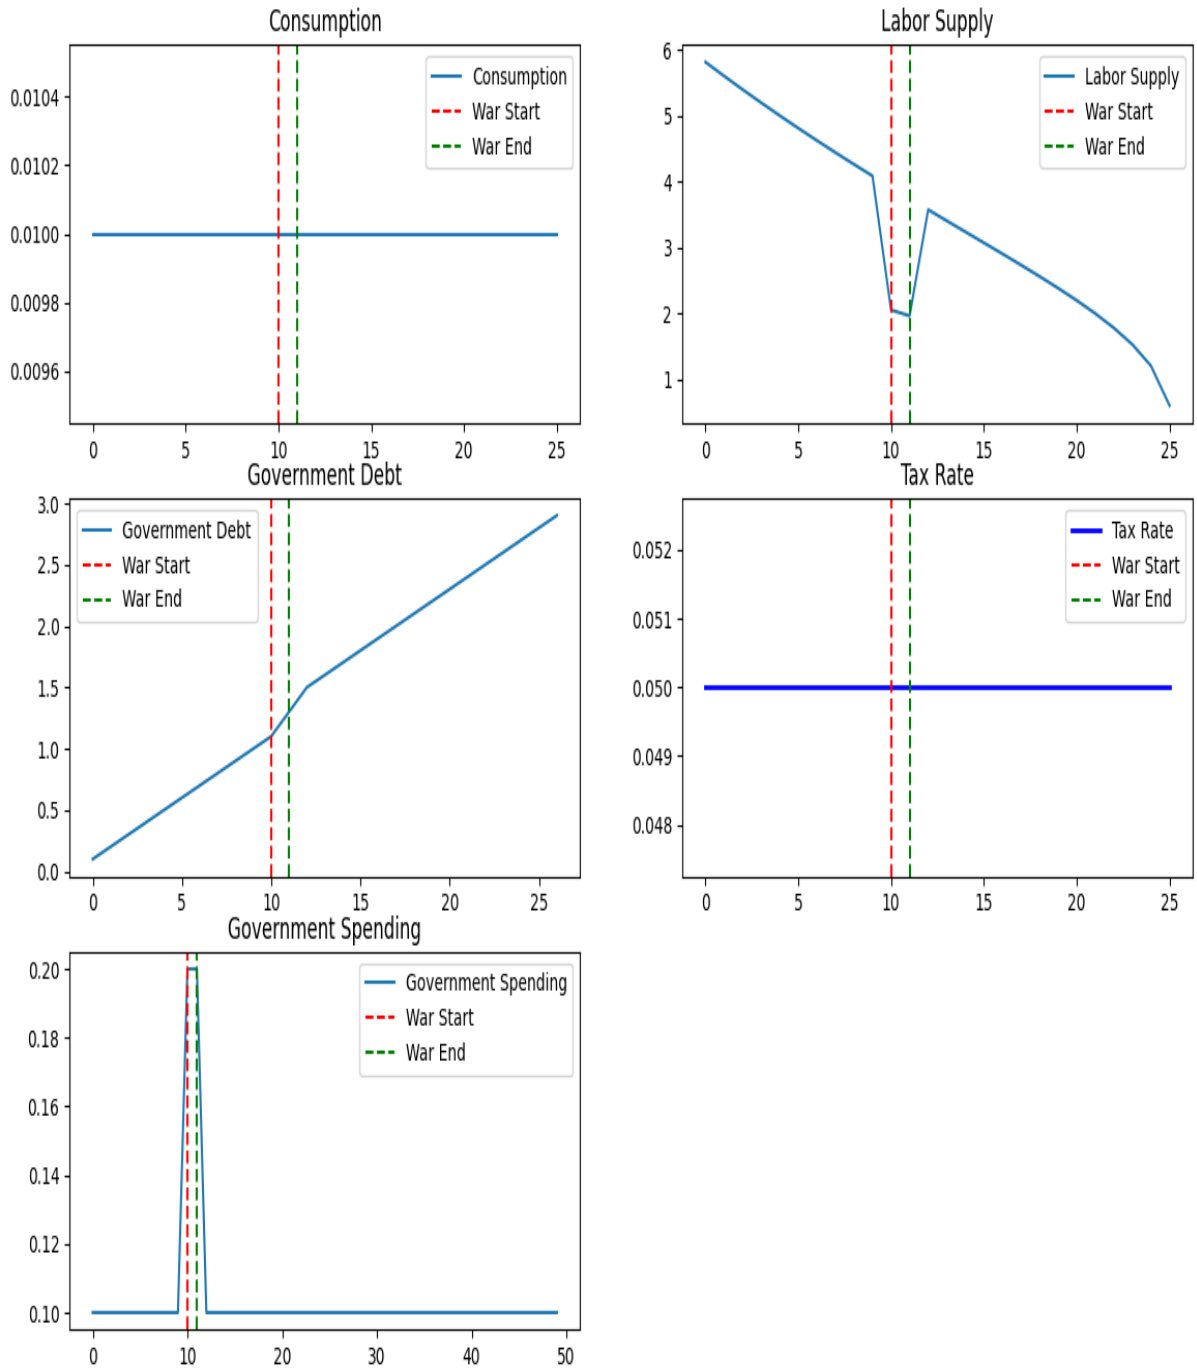 Consumption
0.0104
0.0102
0.0100
0.0098
0.0096
Consumption
War Start
War End
0 5 10 15 20 25
Labor Supply
6
5
4
3
2
1
Labor Supply
War Start
War End
0 5 10 15 20 25
Government Debt
3.0
2.5
2.0
1.5
1.0
0.5
0.0
Government Debt
War Start
War End
0 5 10 15 20 25
Tax Rate
0.052
0.051
0.050
0.049
0.048
Tax Rate
War Start
War End
0 5 10 15 20 25
Government Spending
0.20
0.18
0.16
0.14
0.12
0.10
Government Spending
War Start
War End
0 10 20 30 40 50